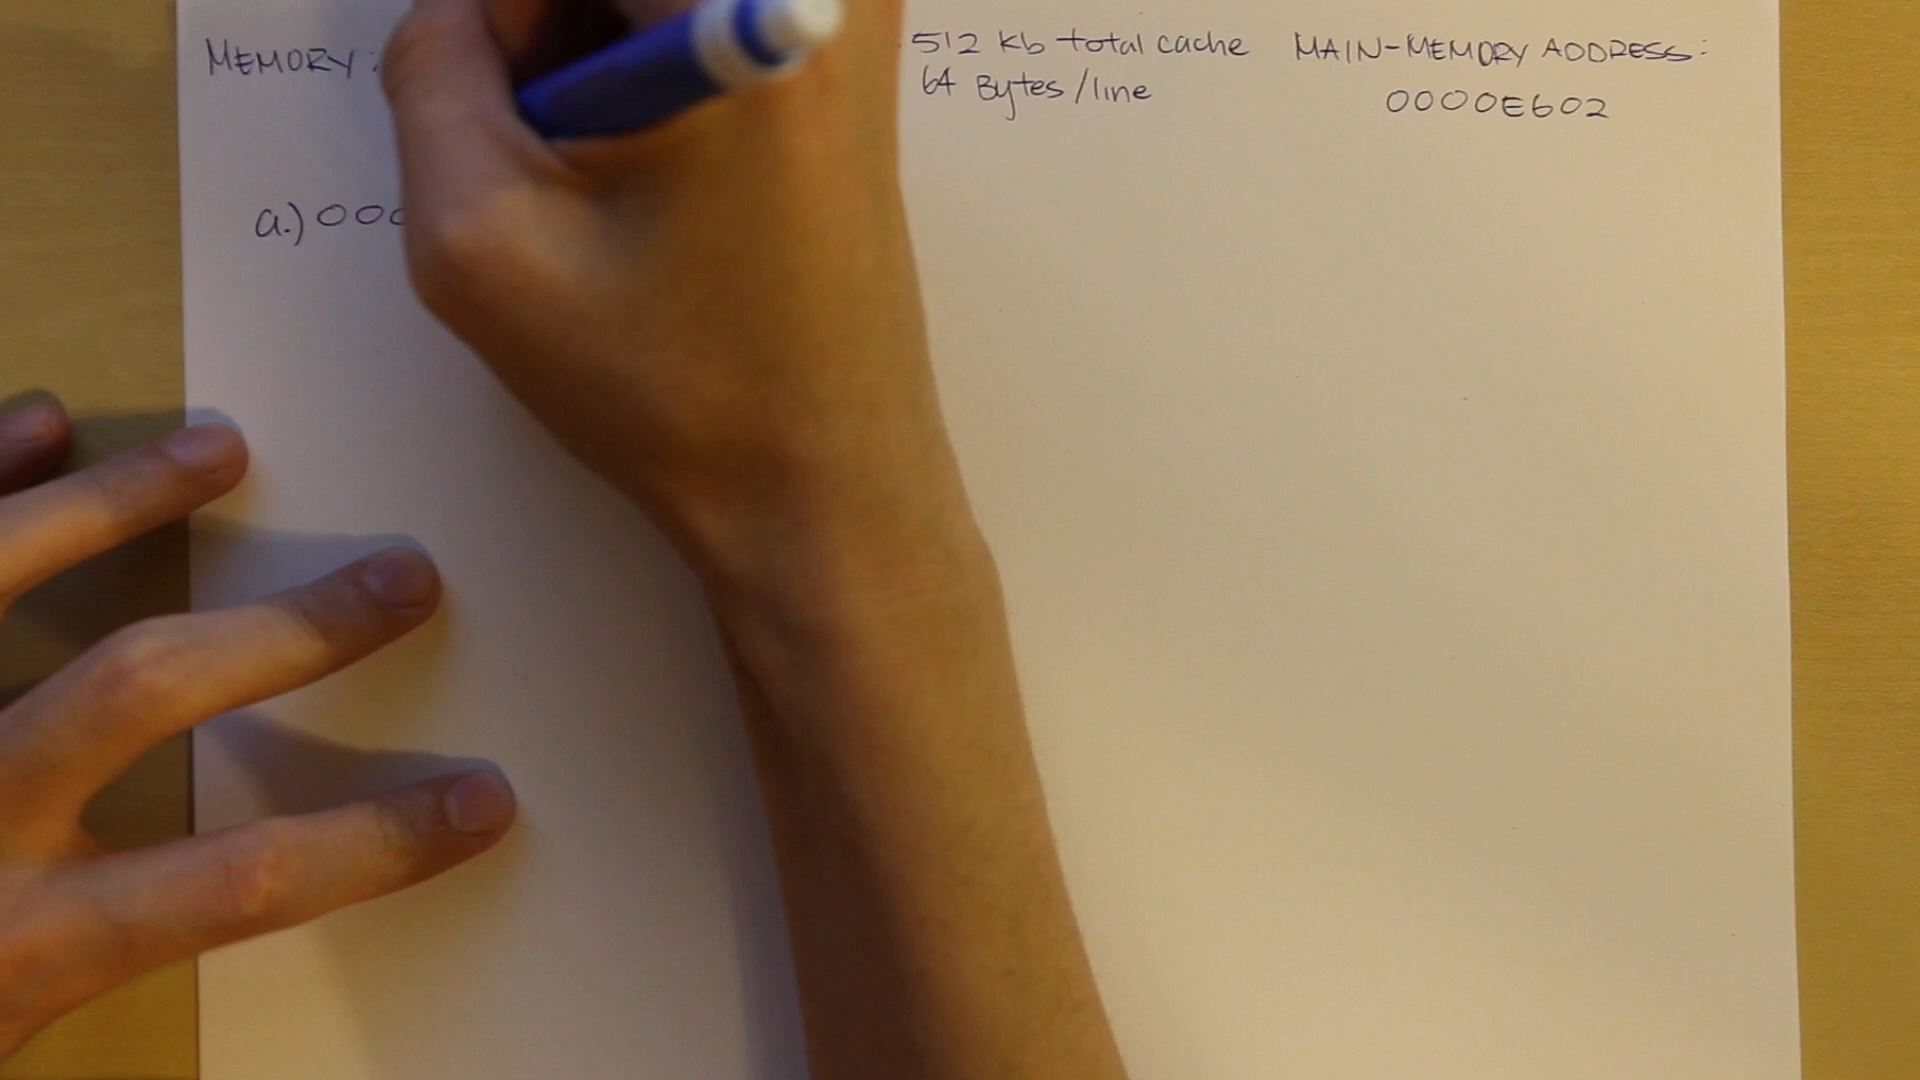 MEMORY:
512 Kb total cache
64 Bytes/line
MAIN-MEMORY ADDRESS:
0000E602
a.) 000